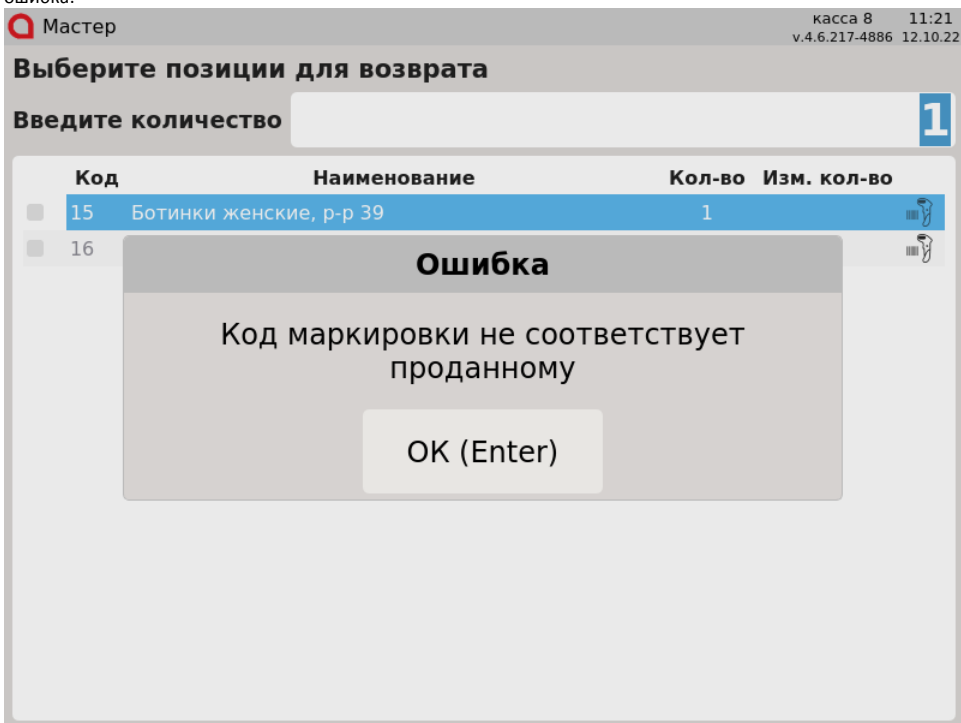 ошибка:
Мастер
касса 8 11:21
v.4.6.217-4886 12.10.22
Выберите позиции для возврата
Введите количество 1
Код Наименование Кол-во Изм. кол-во
15 Ботинки женские, р-р 39 1
16
Ошибка
Код маркировки не соответствует
проданному
ОК (Enter)